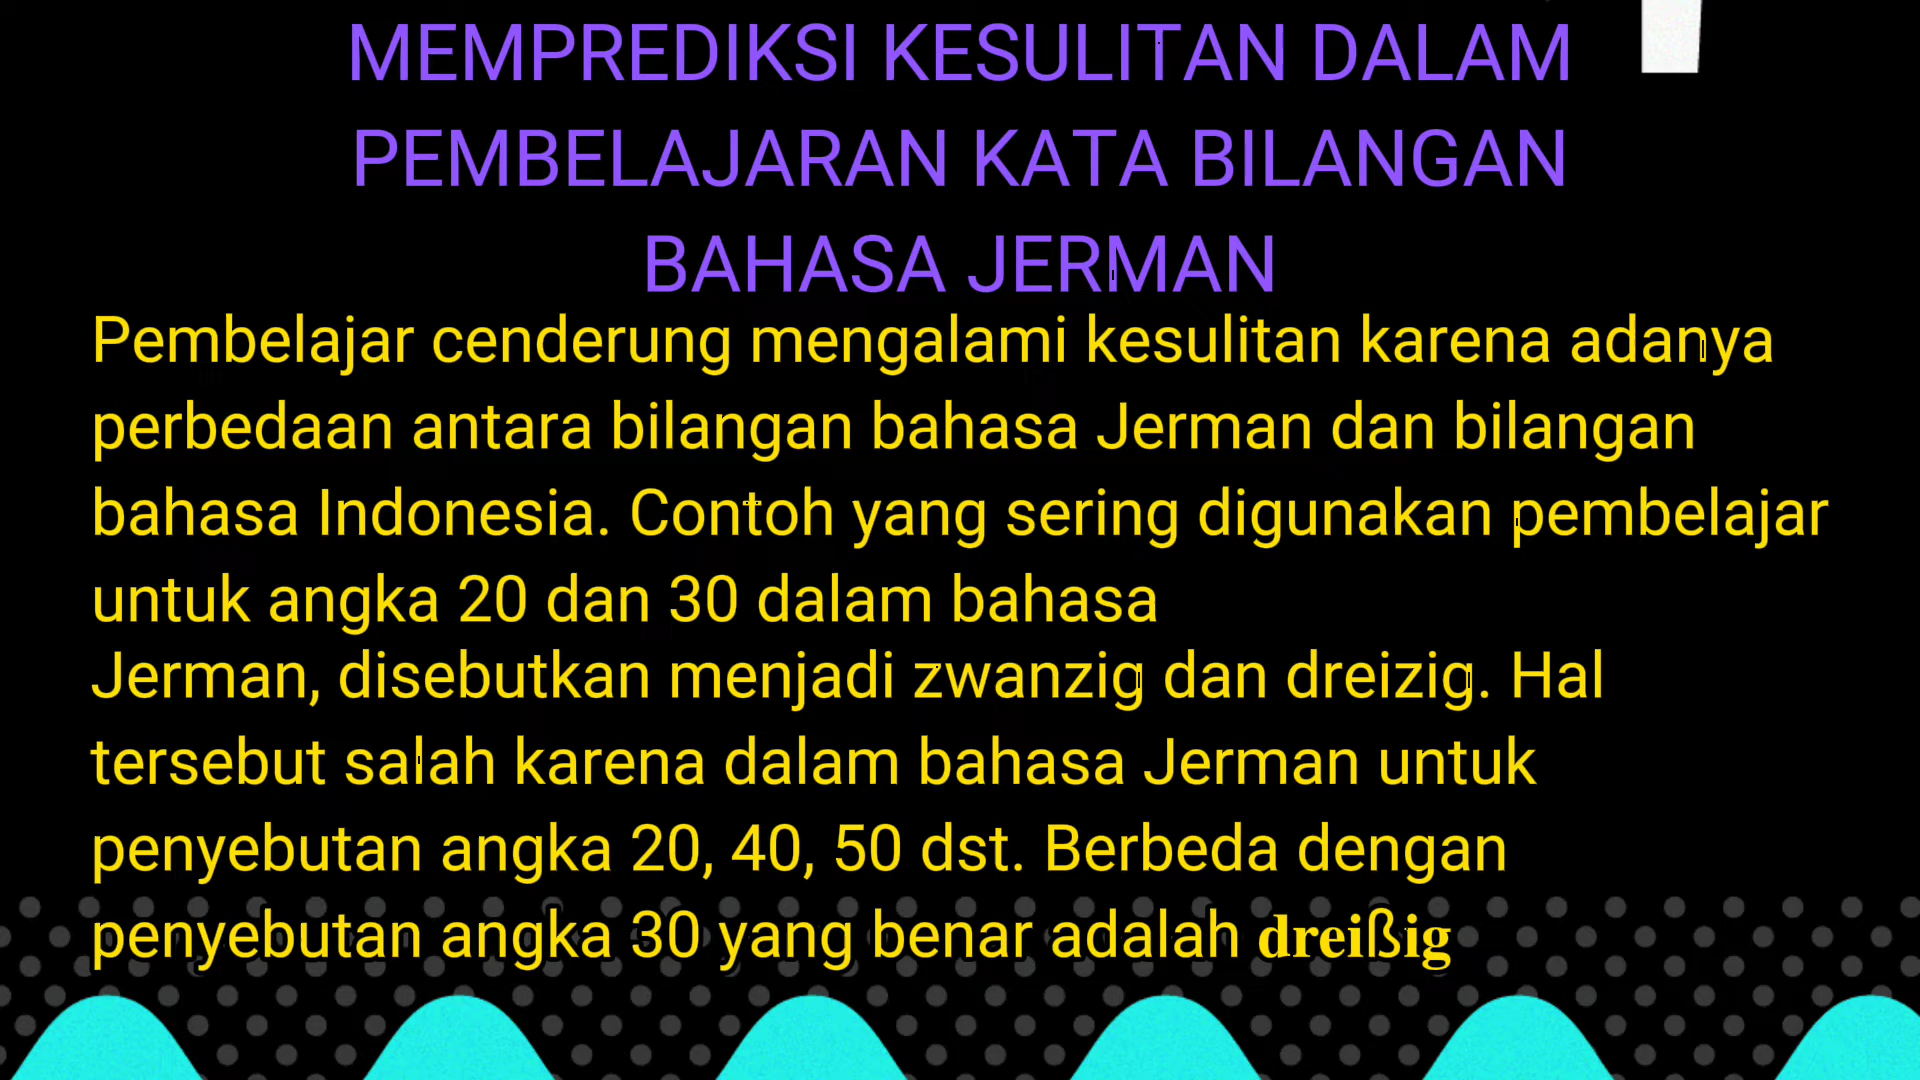 MEMPREDIKSI KESULITAN DALAM
PEMBELAJARAN KATA BILANGAN
BAHASA JERMAN
Pembelajar cenderung mengalami kesulitan karena adanya
perbedaan antara bilangan bahasa Jerman dan bilangan
bahasa Indonesia. Contoh yang sering digunakan pembelajar
untuk angka 20 dan 30 dalam bahasa
Jerman, disebutkan menjadi zwanzig dan dreizig. Hal
tersebut salah karena dalam bahasa Jerman untuk
penyebutan angka 20, 40, 50 dst. Berbeda dengan
penyebutan angka 30 yang benar adalah dreißig